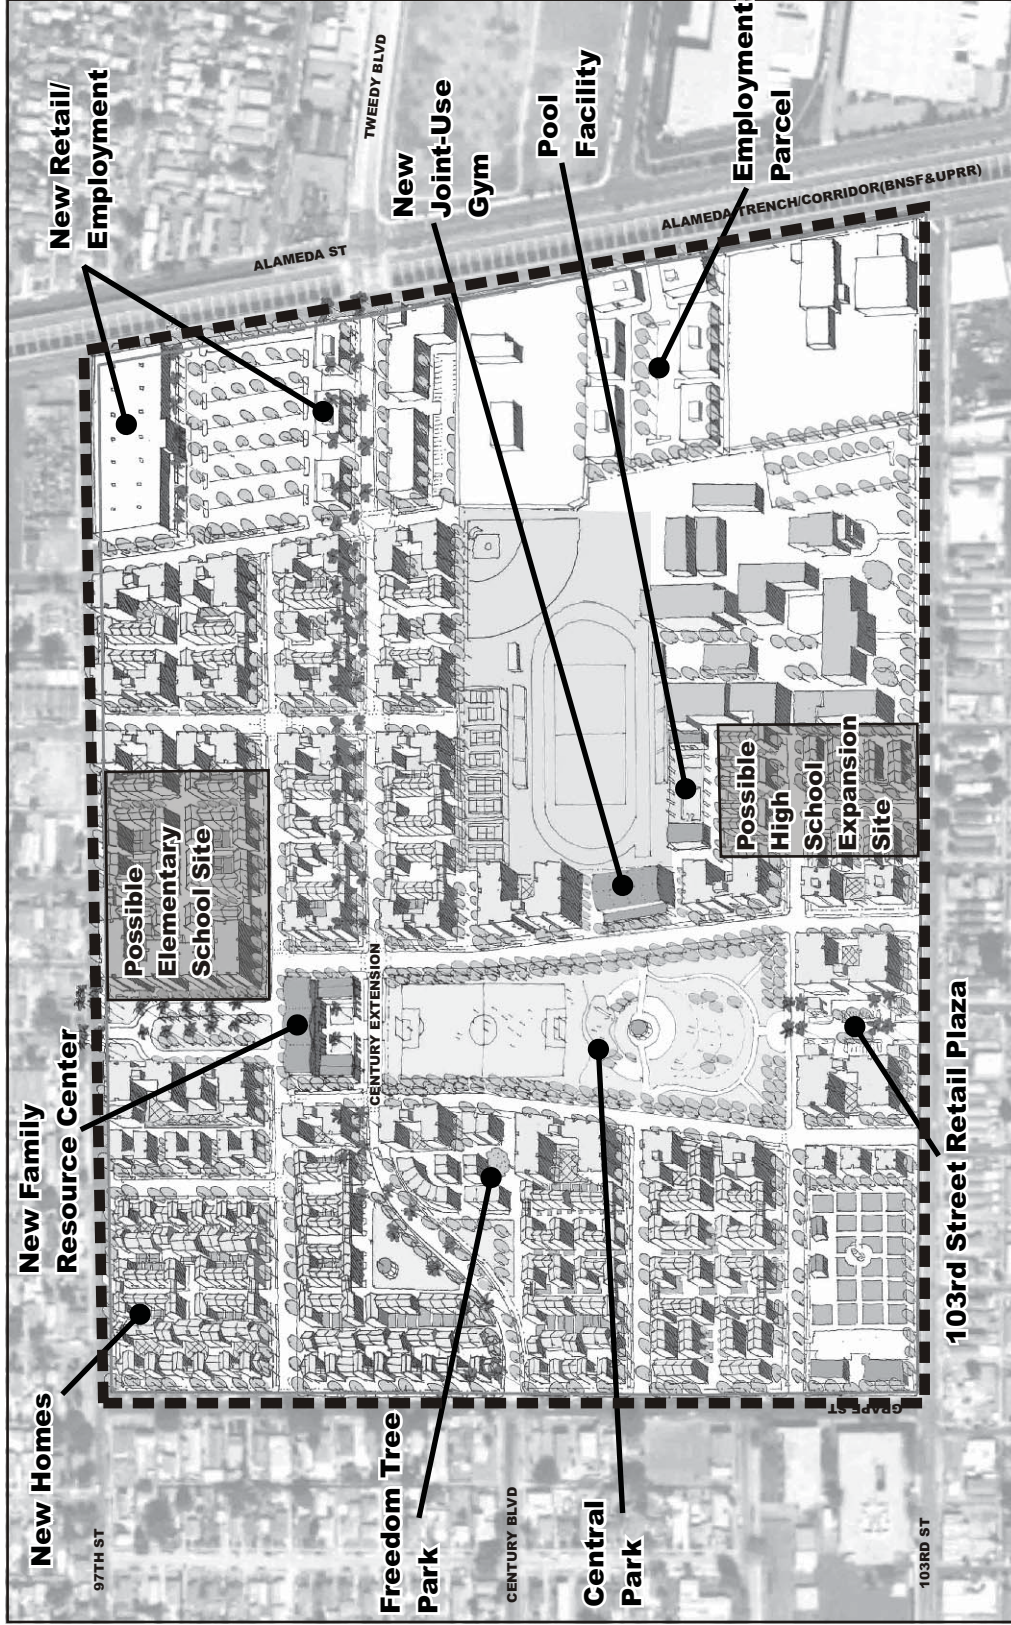 New Homes
New Family
Resource Center
New Retail/
Employment
97TH ST
Possible
Elementary
School Site
ALAMEDA ST
TWEEDY BLVD
CENTURY EXTENSION
Freedom Tree
Park
New
Joint-Use
Gym
CENTURY BLVD
Pool
Facility
Central
Park
ALAMEDA TRENCH/CORRIDOR(BNSF&UPRR)
Employment
Parcel
Possible
High
School
Expansion
Site
GRAPE ST
103RD ST
103rd Street Retail Plaza